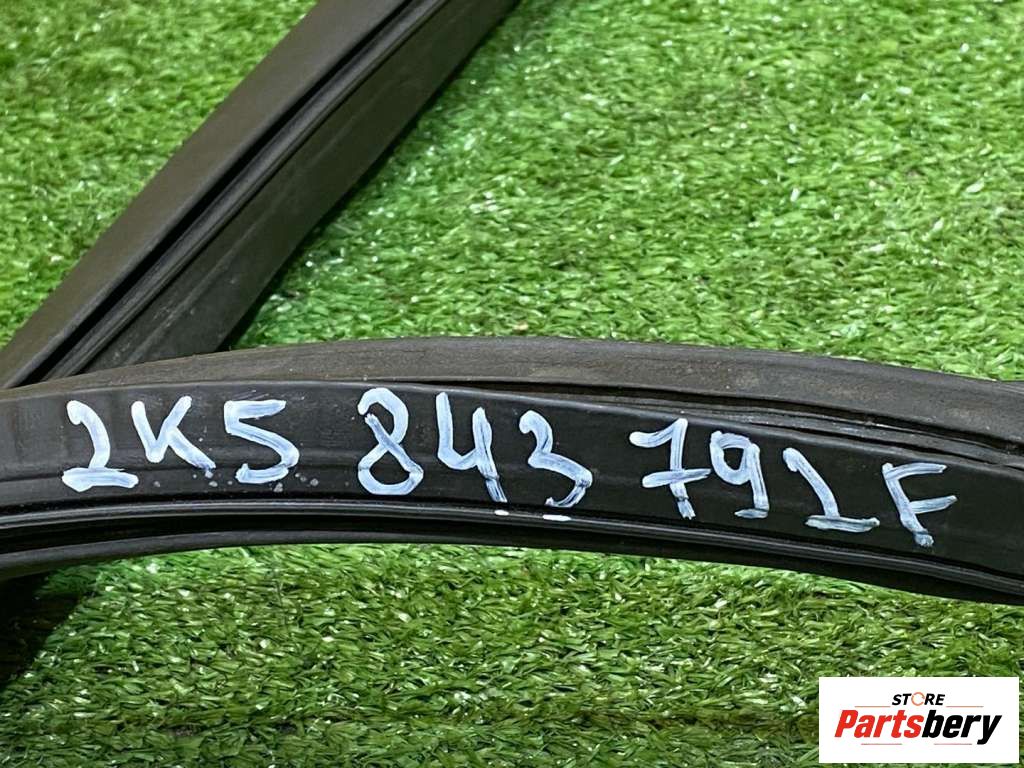 2K5 843 791F
STORE
Partsbery